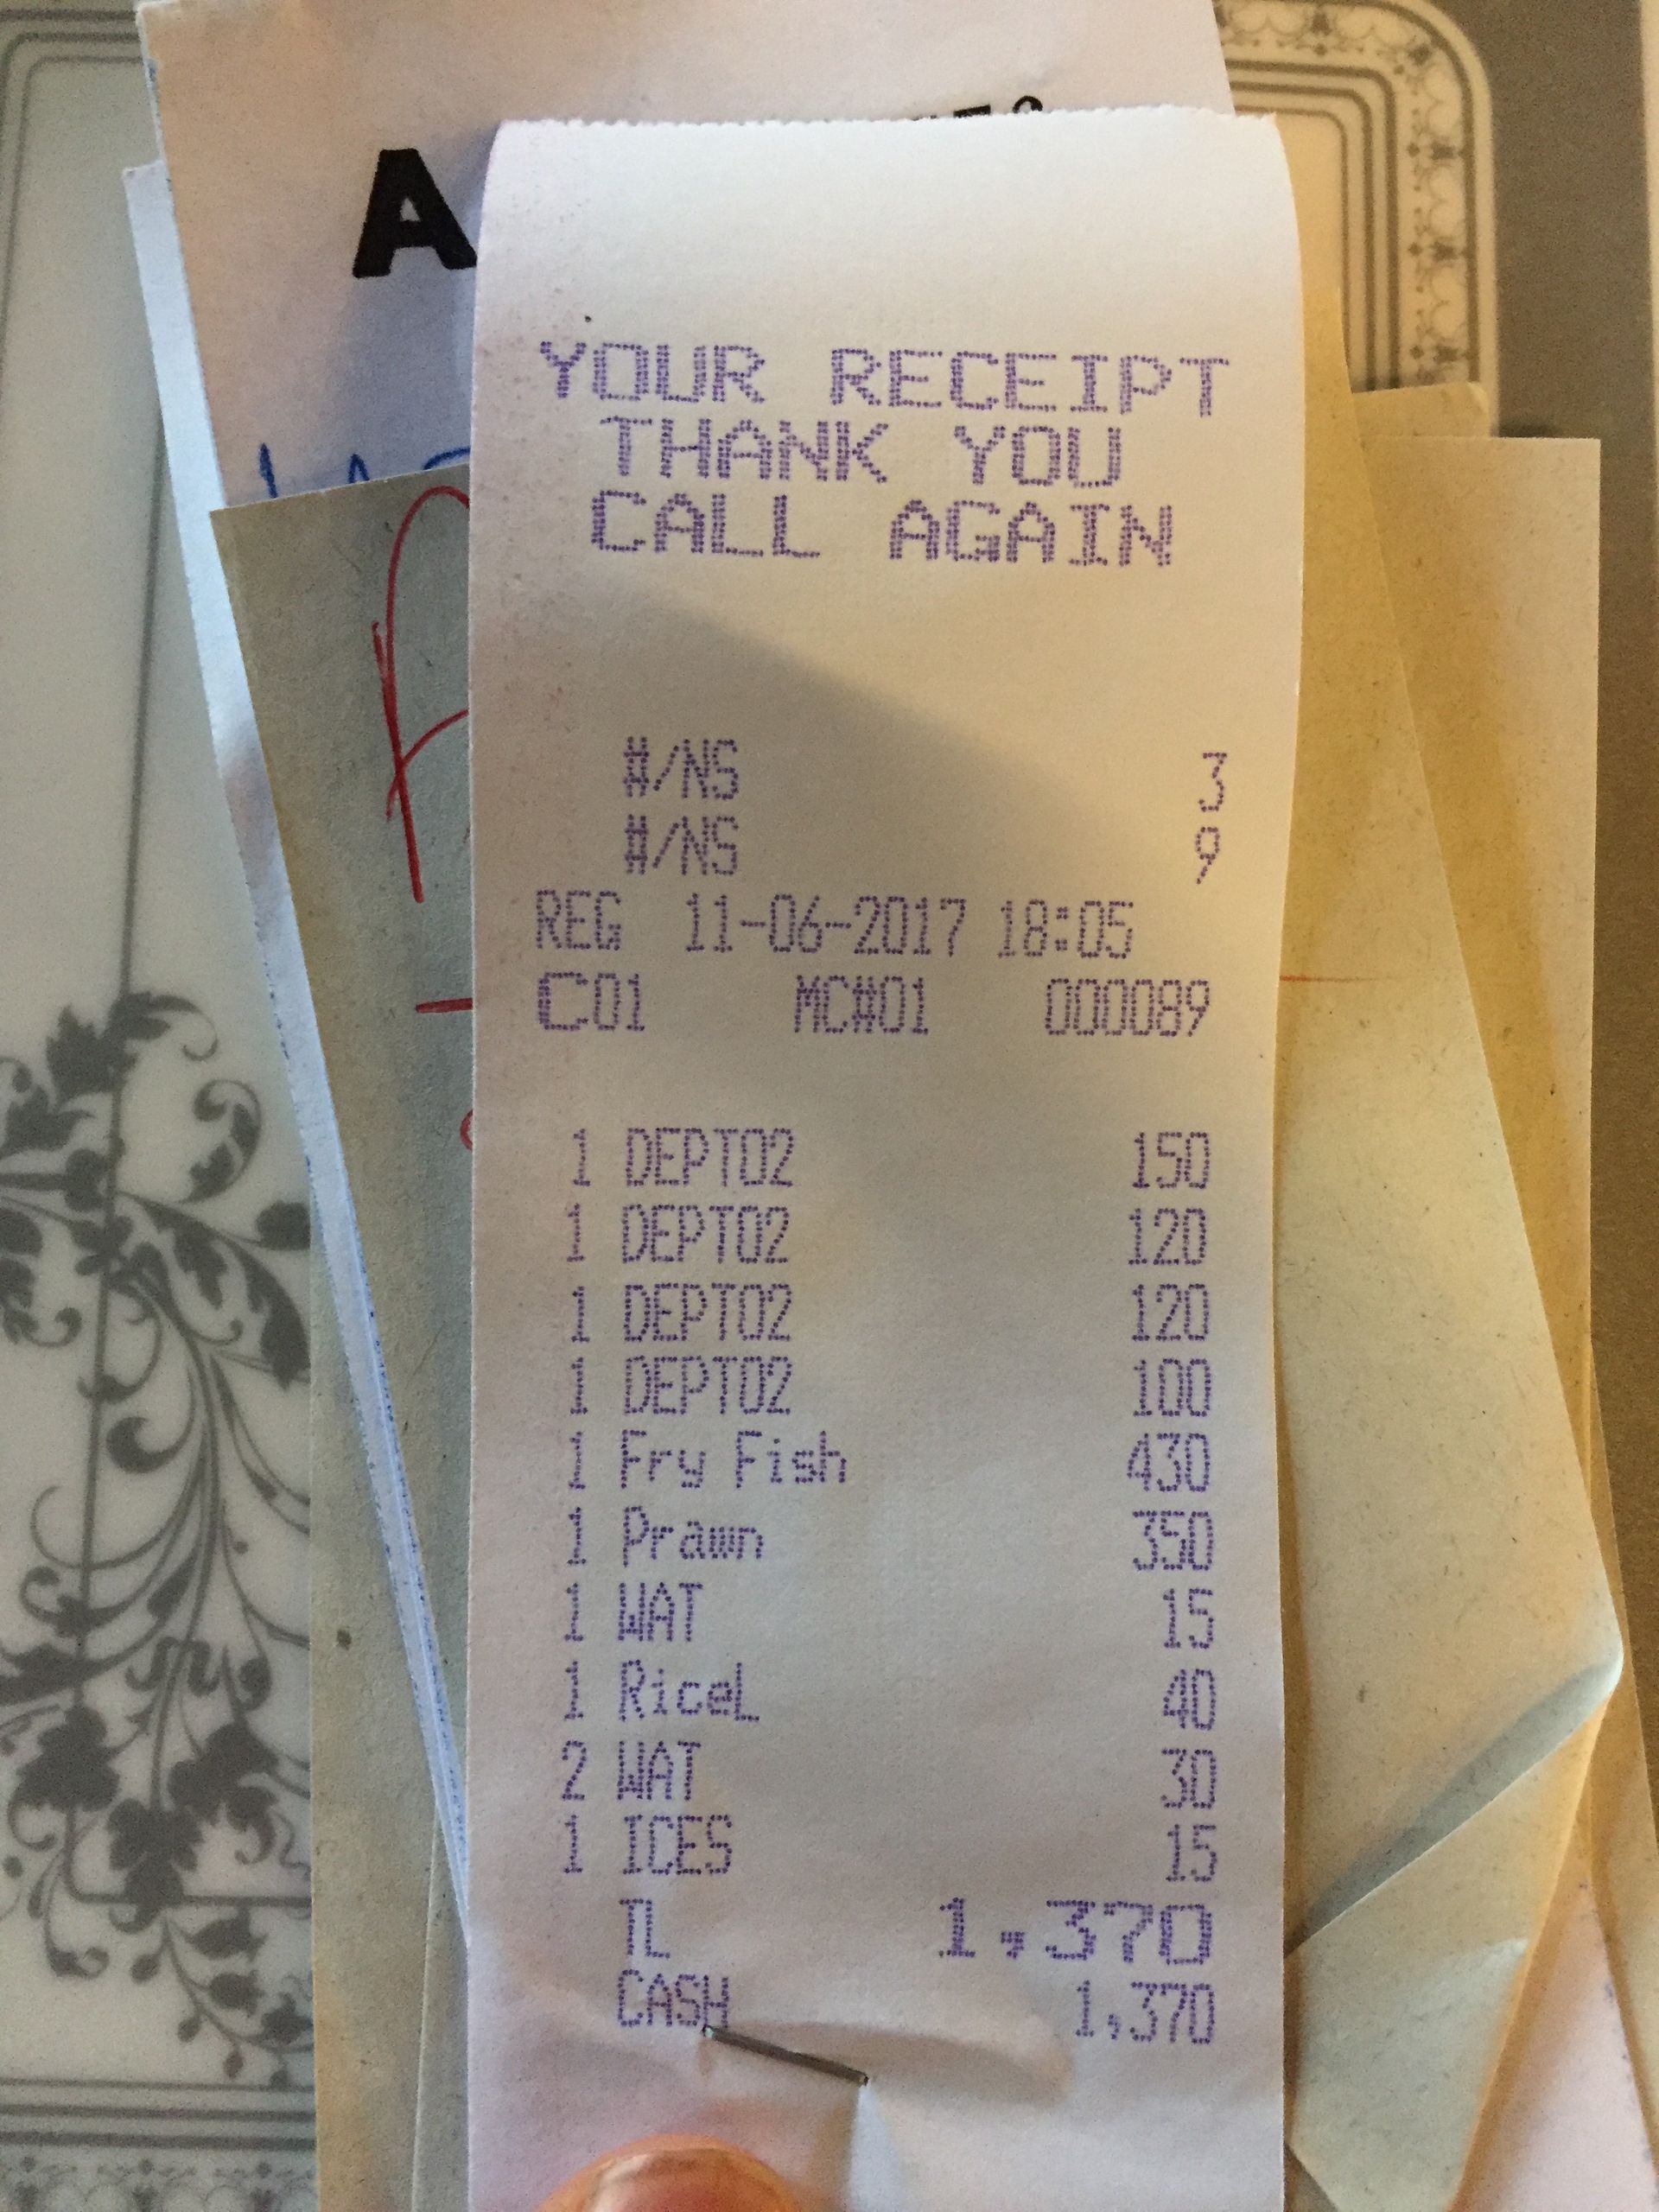 A
YOUR RECEIPT
THANK YOU
CALL AGAIN
#/NS 3
#/NS 9
REG 11-06-2017 18:05
C01 MC#01 000089
1 DEPT02 150
1 DEPT02 120
1 DEPT02 120
1 DEPT02 100
1 Fry Fish 430
1 Prawn 350
1 WAT 15
1 RiceL 40
2 WAT 30
1 ICES 15
TL 1,370
CASH 1,370